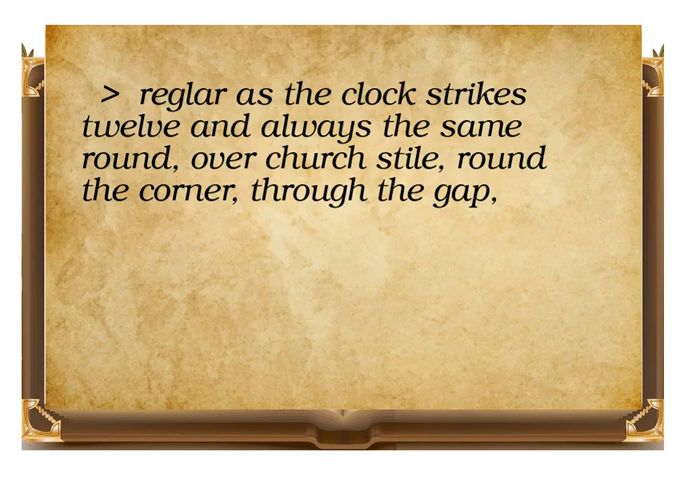 > reglar as the clock strikes
twelve and always the same
round, over church stile, round
the corner, through the gap,